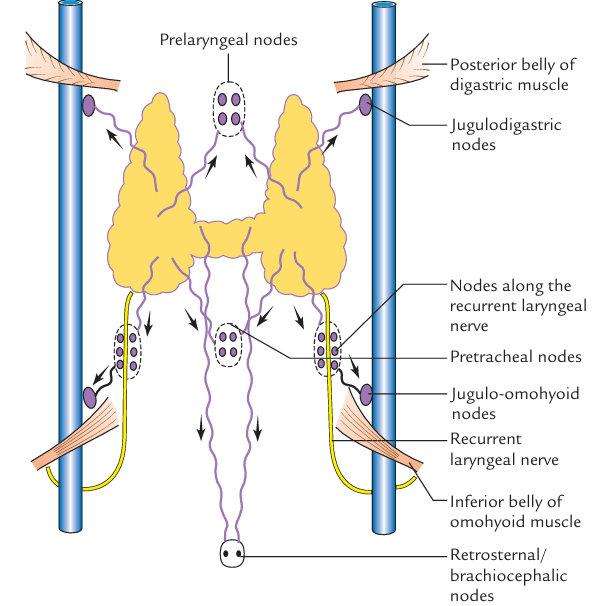 Prelaryngeal nodes
Posterior belly of
digastric muscle
Jugulodigastric
nodes
Nodes along the
recurrent laryngeal
nerve
Pretracheal nodes
Jugulo-omohyoid
nodes
Recurrent
laryngeal nerve
Inferior belly of
omohyoid muscle
Retrosternal/
brachiocephalic
nodes